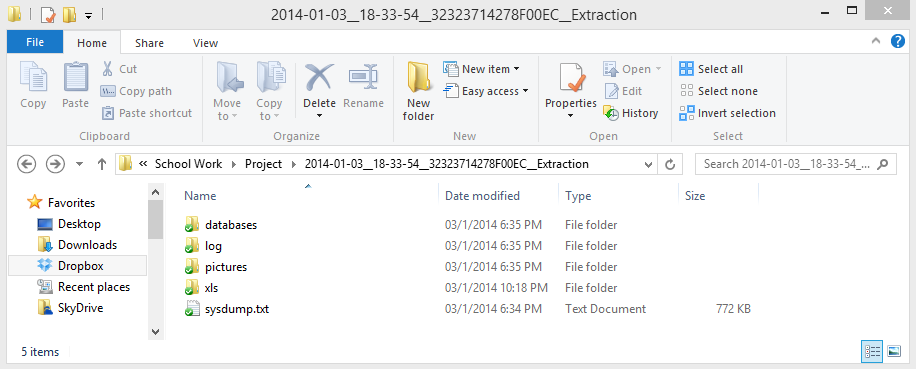 2014-01-03__18-33-54__32323714278F00EC__Extraction
File Home Share View
Copy Paste Cut Copy path Paste shortcut Move to Copy to Delete Rename New folder New item Easy access Properties Open Edit History Select all Select none Invert selection
Clipboard Organize New Open Select
« School Work Project 2014-01-03__18-33-54__32323714278F00EC__Extraction Search 2014-01-03__18-33-54_...
Favorites
Desktop
Downloads
Dropbox
Recent places
SkyDrive
Name Date modified Type Size
databases 03/1/2014 6:35 PM File folder
log 03/1/2014 6:35 PM File folder
pictures 03/1/2014 6:35 PM File folder
xls 03/1/2014 10:18 PM File folder
sysdump.txt 03/1/2014 6:34 PM Text Document 772 KB
5 items